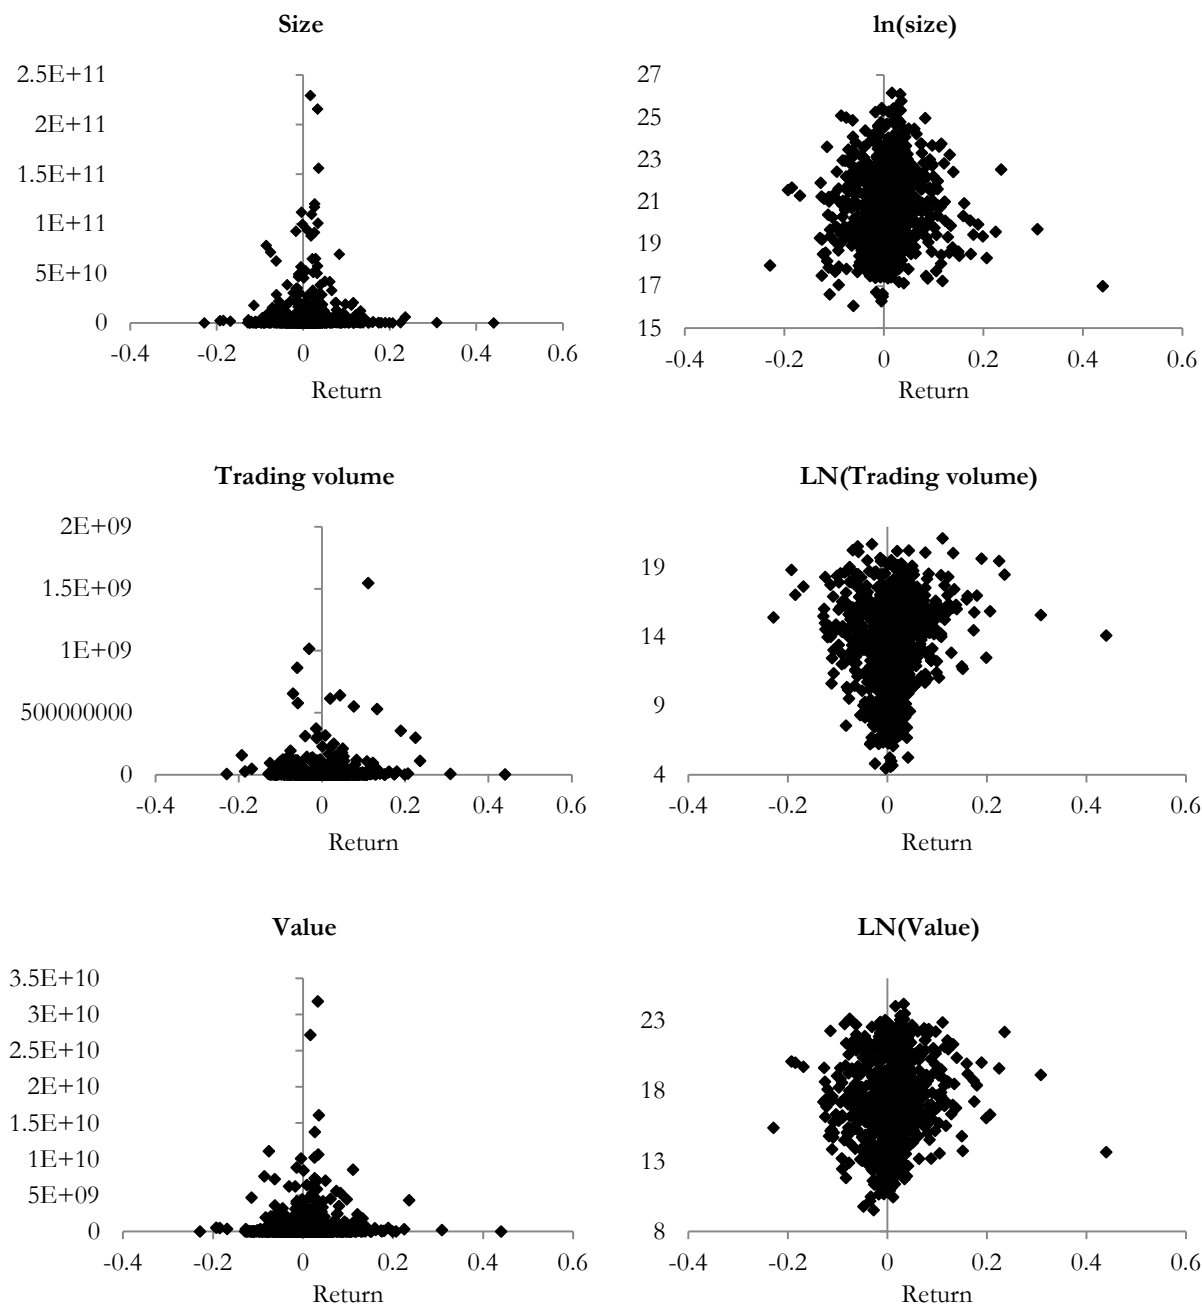 Size
2.5E+11
2E+11
1.5E+11
1E+11
5E+10
0
-0.4 -0.2 0 0.2 0.4 0.6
Return
ln(size)
27
25
23
21
19
17
15
-0.4 -0.2 0 0.2 0.4 0.6
Return
Trading volume
2E+09
1.5E+09
1E+09
500000000
0
-0.4 -0.2 0 0.2 0.4 0.6
Return
LN(Trading volume)
19
14
9
4
-0.4 -0.2 0 0.2 0.4 0.6
Return
Value
3.5E+10
3E+10
2.5E+10
2E+10
1.5E+10
1E+10
5E+09
0
-0.4 -0.2 0 0.2 0.4 0.6
Return
LN(Value)
23
18
13
8
-0.4 -0.2 0 0.2 0.4 0.6
Return